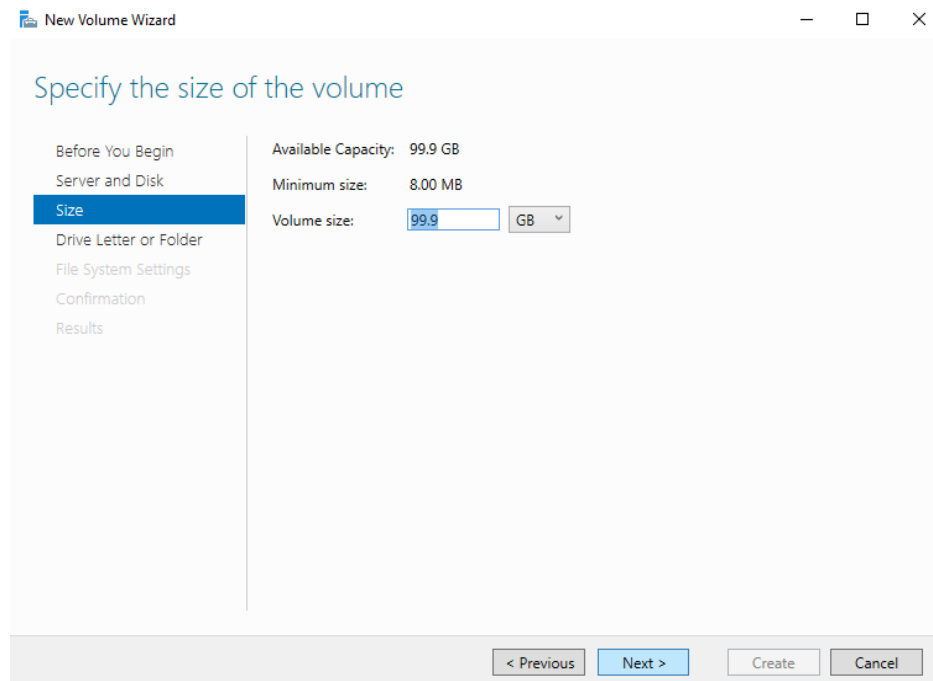 New Volume Wizard
Specify the size of the volume
Before You Begin
Server and Disk
Size
Drive Letter or Folder
File System Settings
Confirmation
Results
Available Capacity: 99.9 GB
Minimum size: 8.00 MB
Volume size: 99.9 GB
< Previous Next > Create Cancel